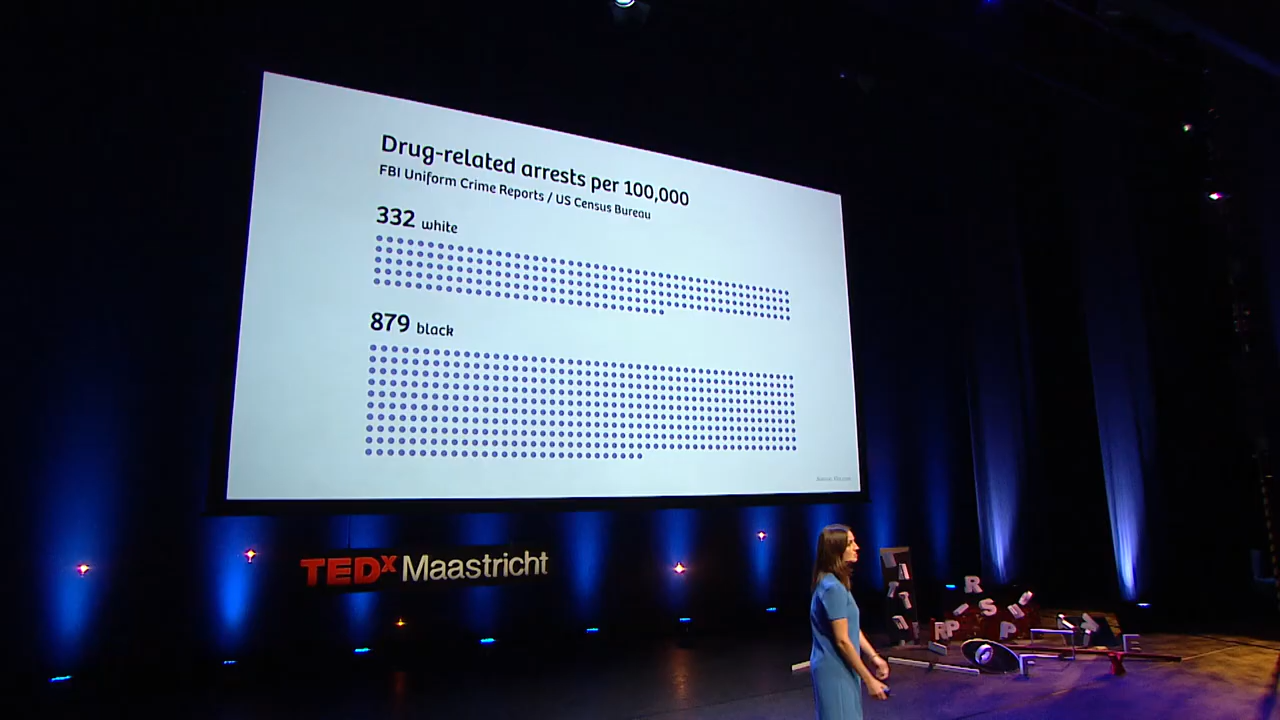 Drug-related arrests per 100,000
FBI Uniform Crime Reports / US Census Bureau
332 white
879 black
TEDx Maastricht